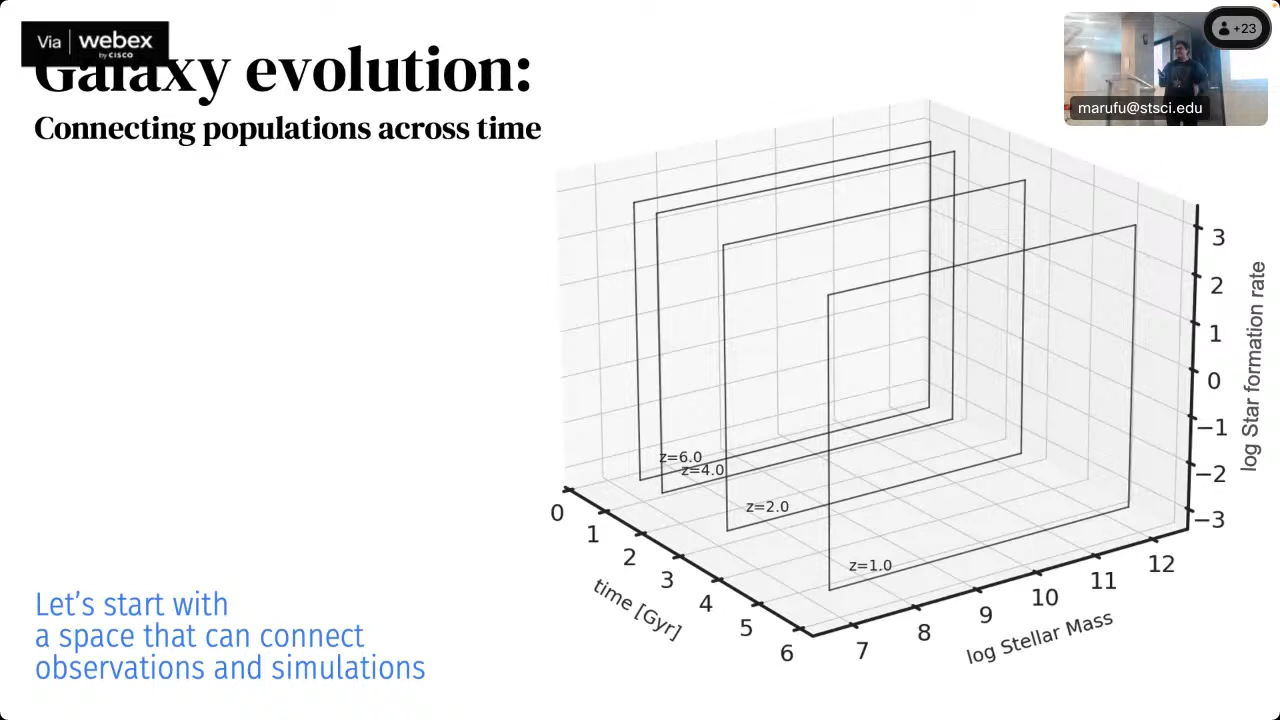 Via webex
by CISCO
Galaxy evolution:
Connecting populations across time
+23
marufu@stsci.edu
3
2
1
0
−1
−2
−3
log Star formation rate
z=6.0
z=4.0
z=2.0
z=1.0
0
1
2
3
4
5
6
time [Gyr]
7
8
9
10
11
12
log Stellar Mass
Let’s start with
a space that can connect
observations and simulations